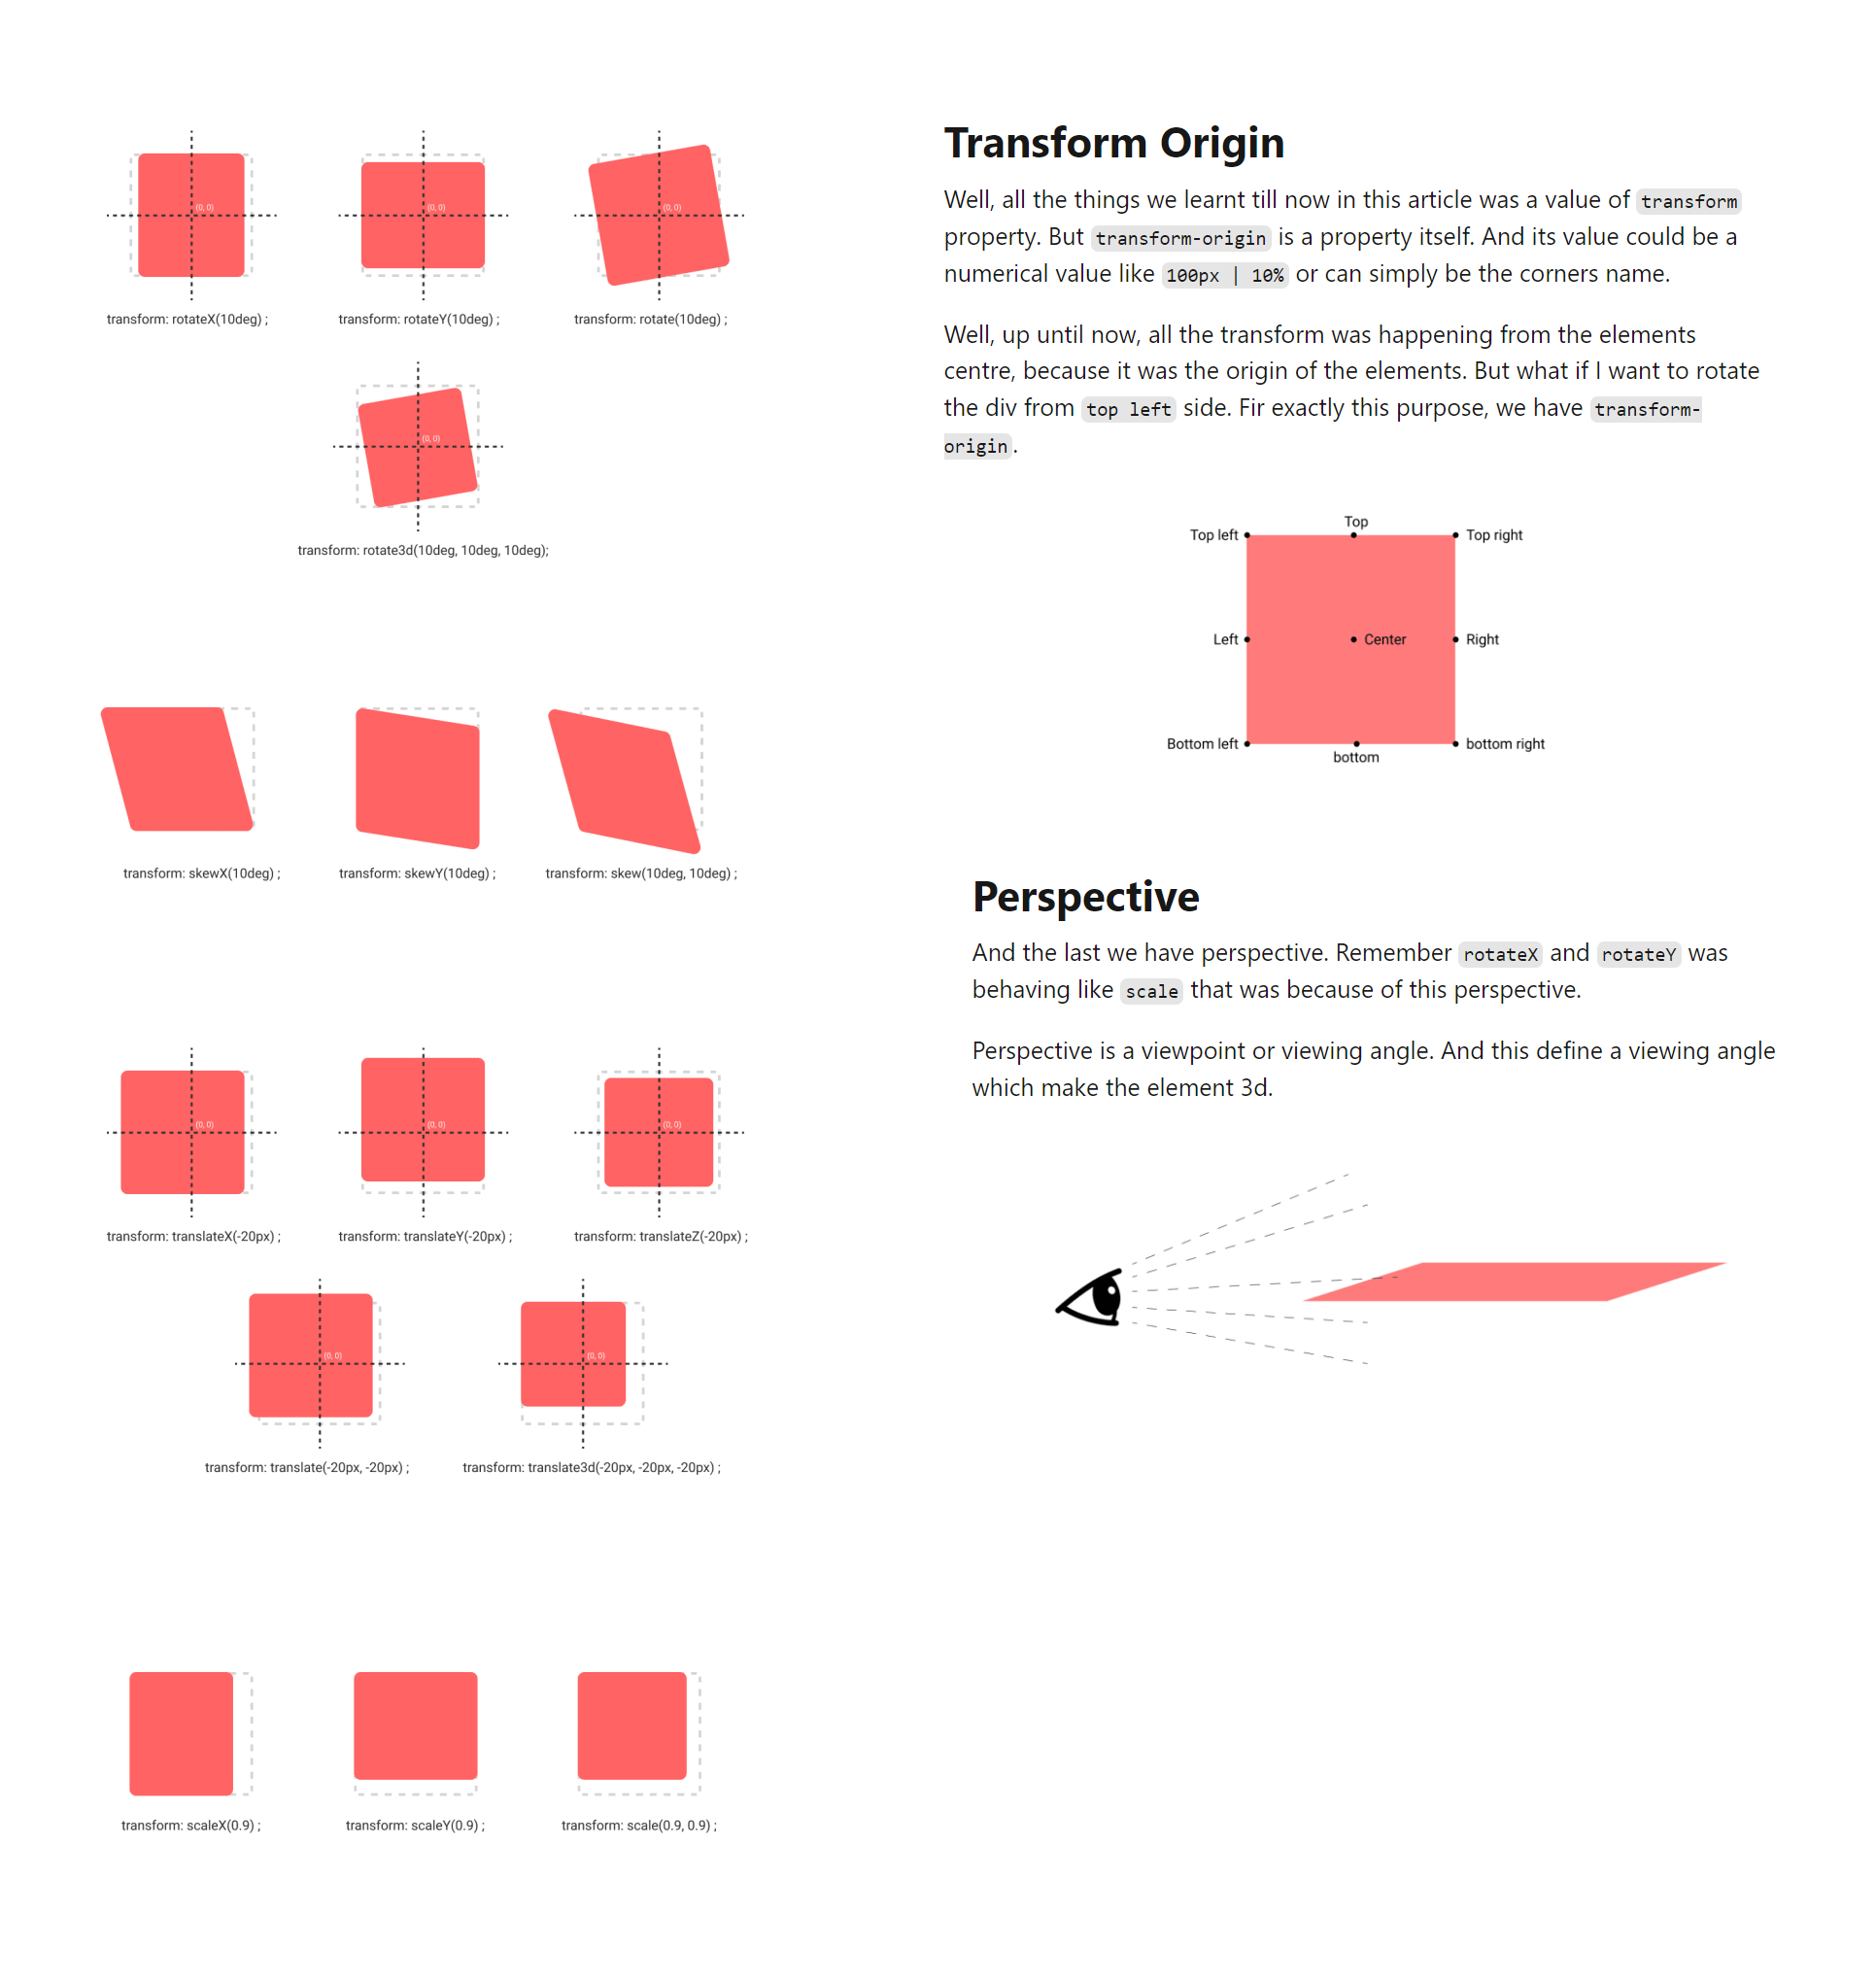 (0, 0)
(0, 0)
(0, 0)
transform: rotateX(10deg) ;
transform: rotateY(10deg) ;
transform: rotate(10deg) ;
(0, 0)
transform: rotate3d(10deg, 10deg, 10deg);
transform: skewX(10deg) ;
transform: skewY(10deg) ;
transform: skew(10deg, 10deg) ;
(0, 0)
(0, 0)
(0, 0)
transform: translateX(-20px) ;
transform: translateY(-20px) ;
transform: translateZ(-20px) ;
(0, 0)
(0, 0)
transform: translate(-20px, -20px) ;
transform: translate3d(-20px, -20px, -20px) ;
transform: scaleX(0.9) ;
transform: scaleY(0.9) ;
transform: scale(0.9, 0.9) ;
Transform Origin
Well, all the things we learnt till now in this article was a value of transform
property. But transform-origin is a property itself. And its value could be a
numerical value like 100px | 10% or can simply be the corners name.
Well, up until now, all the transform was happening from the elements
centre, because it was the origin of the elements. But what if I want to rotate
the div from top left side. Fir exactly this purpose, we have transform-
origin.
Top
Top left
Top right
Left
Center
Right
Bottom left
bottom right
bottom
Perspective
And the last we have perspective. Remember rotateX and rotateY was
behaving like scale that was because of this perspective.
Perspective is a viewpoint or viewing angle. And this define a viewing angle
which make the element 3d.